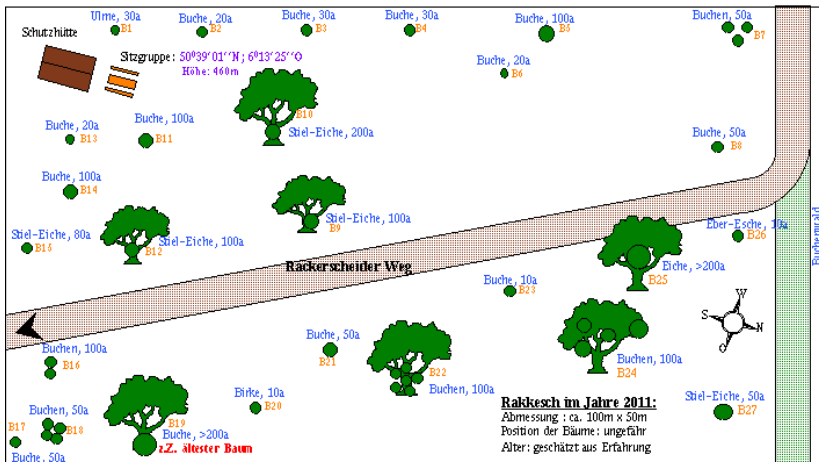 Ulme, 30a
B1
Buche, 20a
B2
Buche, 30a
B3
Buche, 30a
B4
Buche, 100a
B5
Buchen, 50a
B7
Schutzhütte
Sitzgruppe: 50°39'01''N; 6°13'25''O
Höhe: 460m
Buche, 20a
B6
B10
Stiel-Eiche, 200a
Buche, 20a
B13
Buche, 100a
B11
Buche, 50a
B8
Buche, 100a
B14
Stiel-Eiche, 100a
B9
Stiel-Eiche, 80a
B15
Stiel-Eiche, 100a
B12
Eber-Esche, 10a
B26
Buchenwald
Rackerscheider Weg
Eiche, >200a
B25
Buche, 10a
B23
W
S
N
O
Buchen, 100a
B16
Buche, 50a
B21
B22
Buchen, 100a
Buchen, 100a
B24
Stiel-Eiche, 50a
B27
Buchen, 50a
B17
B18
Buche, 50a
B19
Buche, >200a
z.Z. ältester Baum
Birke, 10a
B20
Rakkesch im Jahre 2011:
Abmessung : ca. 100m x 50m
Position der Bäume: ungefähr
Alter: geschätzt aus Erfahrung